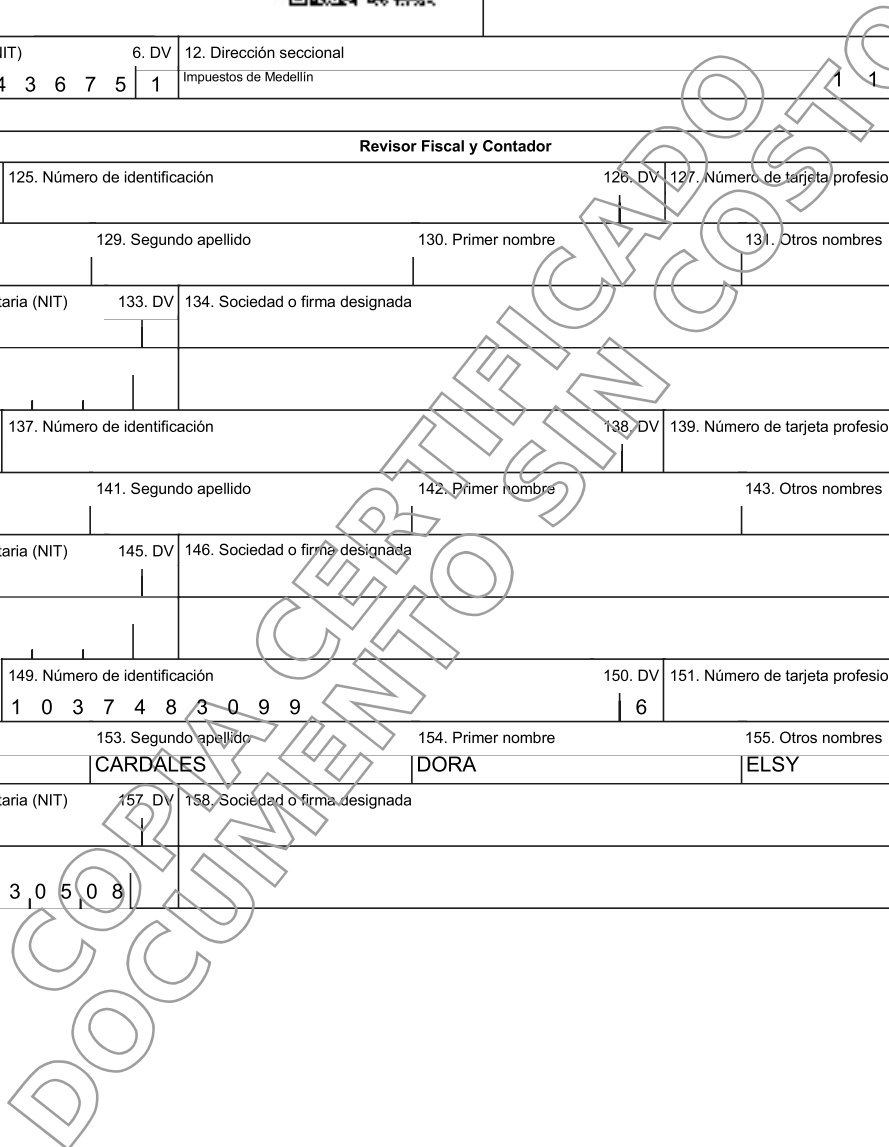 NIT) 6. DV 12. Dirección seccional
4 3 6 7 5 1 Impuestos de Medellín 1 1
Revisor Fiscal y Contador
125. Número de identificación 126. DV 127. Número de tarjeta profesio
129. Segundo apellido 130. Primer nombre 131. Otros nombres
taria (NIT) 133. DV 134. Sociedad o firma designada
137. Número de identificación 138. DV 139. Número de tarjeta profesio
141. Segundo apellido 142. Primer nombre 143. Otros nombres
taria (NIT) 145. DV 146. Sociedad o firma designada
149. Número de identificación 150. DV 151. Número de tarjeta profesio
1 0 3 7 4 8 3 0 9 9 6
153. Segundo apellido 154. Primer nombre 155. Otros nombres
CARDALES DORA ELSY
taria (NIT) 157. DV 158. Sociedad o firma designada
3 0 5 0 8
COPIA CERTIFICADO
DOCUMENTO SIN COSTO